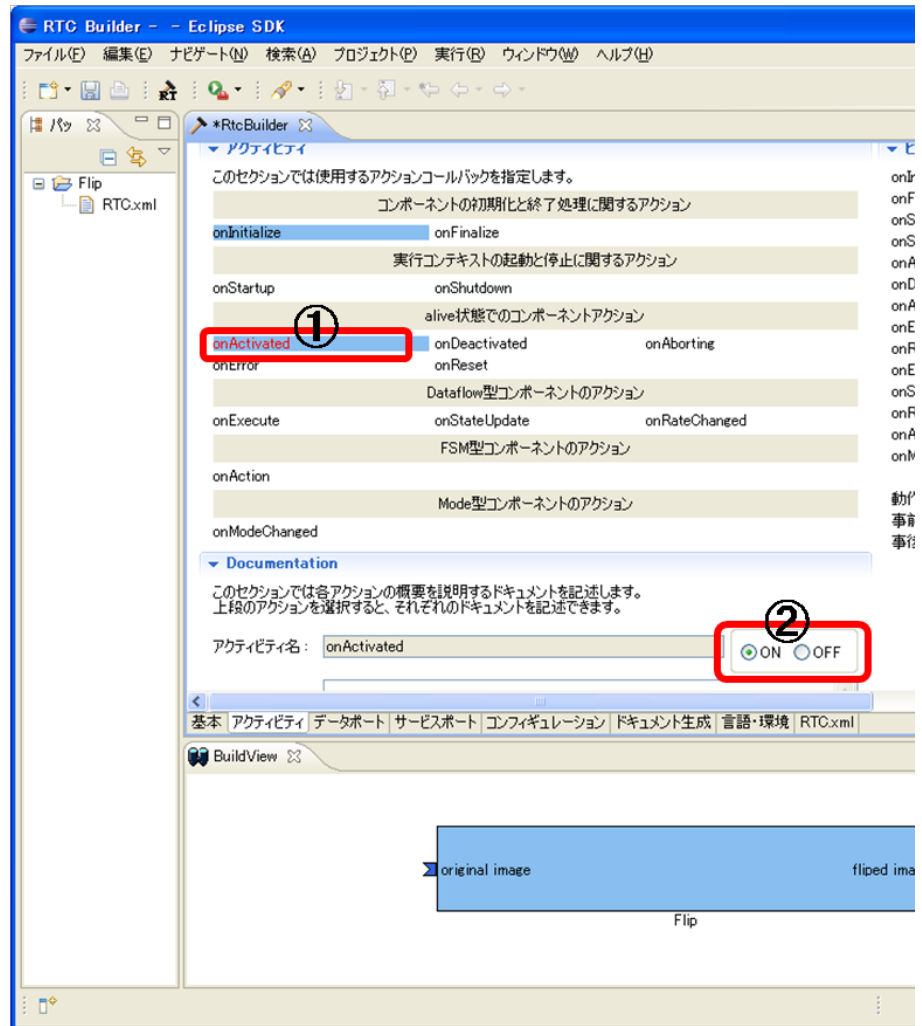 RTC Builder - - Eclipse SDK
ファイル(F) 編集(E) ナビゲート(N) 検索(A) プロジェクト(P) 実行(R) ウィンドウ(W) ヘルプ(H)
RT
パッ
*RtcBuilder
Flip
RTC.xml
アクティビティ
このセクションでは使用するアクションコールバックを指定します。
コンポーネントの初期化と終了処理に関するアクション
onInitialize onFinalize
実行コンテキストの起動と停止に関するアクション
onStartup onShutdown
①
alive状態でのコンポーネントアクション
onActivated onDeactivated onAborting
onError onReset
Dataflow型コンポーネントのアクション
onExecute onStateUpdate onRateChanged
FSM型コンポーネントのアクション
onAction
Mode型コンポーネントのアクション
onModeChanged
Documentation
このセクションでは各アクションの概要を説明するドキュメントを記述します。
上段のアクションを選択すると、それぞれのドキュメントを記述できます。
②
アクティビティ名: onActivated ON OFF
基本 アクティビティ データポート サービスポート コンフィギュレーション ドキュメント生成 言語・環境 RTC.xml
BuildView
original image fliped ima
Flip